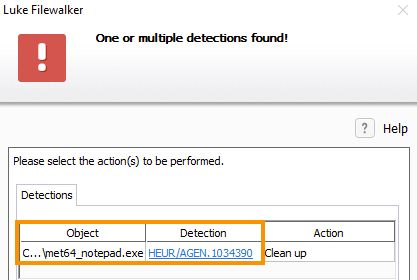 Luke Filewalker
One or multiple detections found!
? Help
Please select the action(s) to be performed.
Detections
Object Detection Action
C...\met64_notepad.exe HEUR/AGEN.1034390 Clean up